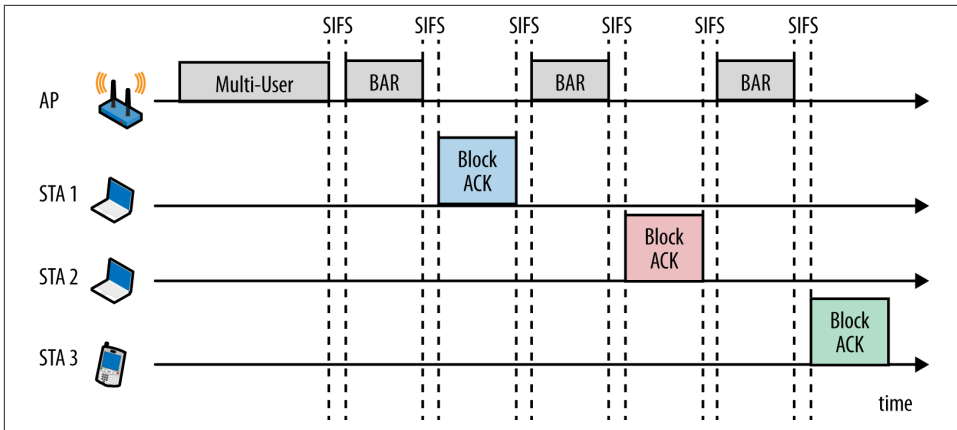 SIFS SIFS SIFS SIFS SIFS SIFS
AP Multi-User BAR BAR BAR
STA 1 Block
ACK
STA 2 Block
ACK
STA 3 Block
ACK
time